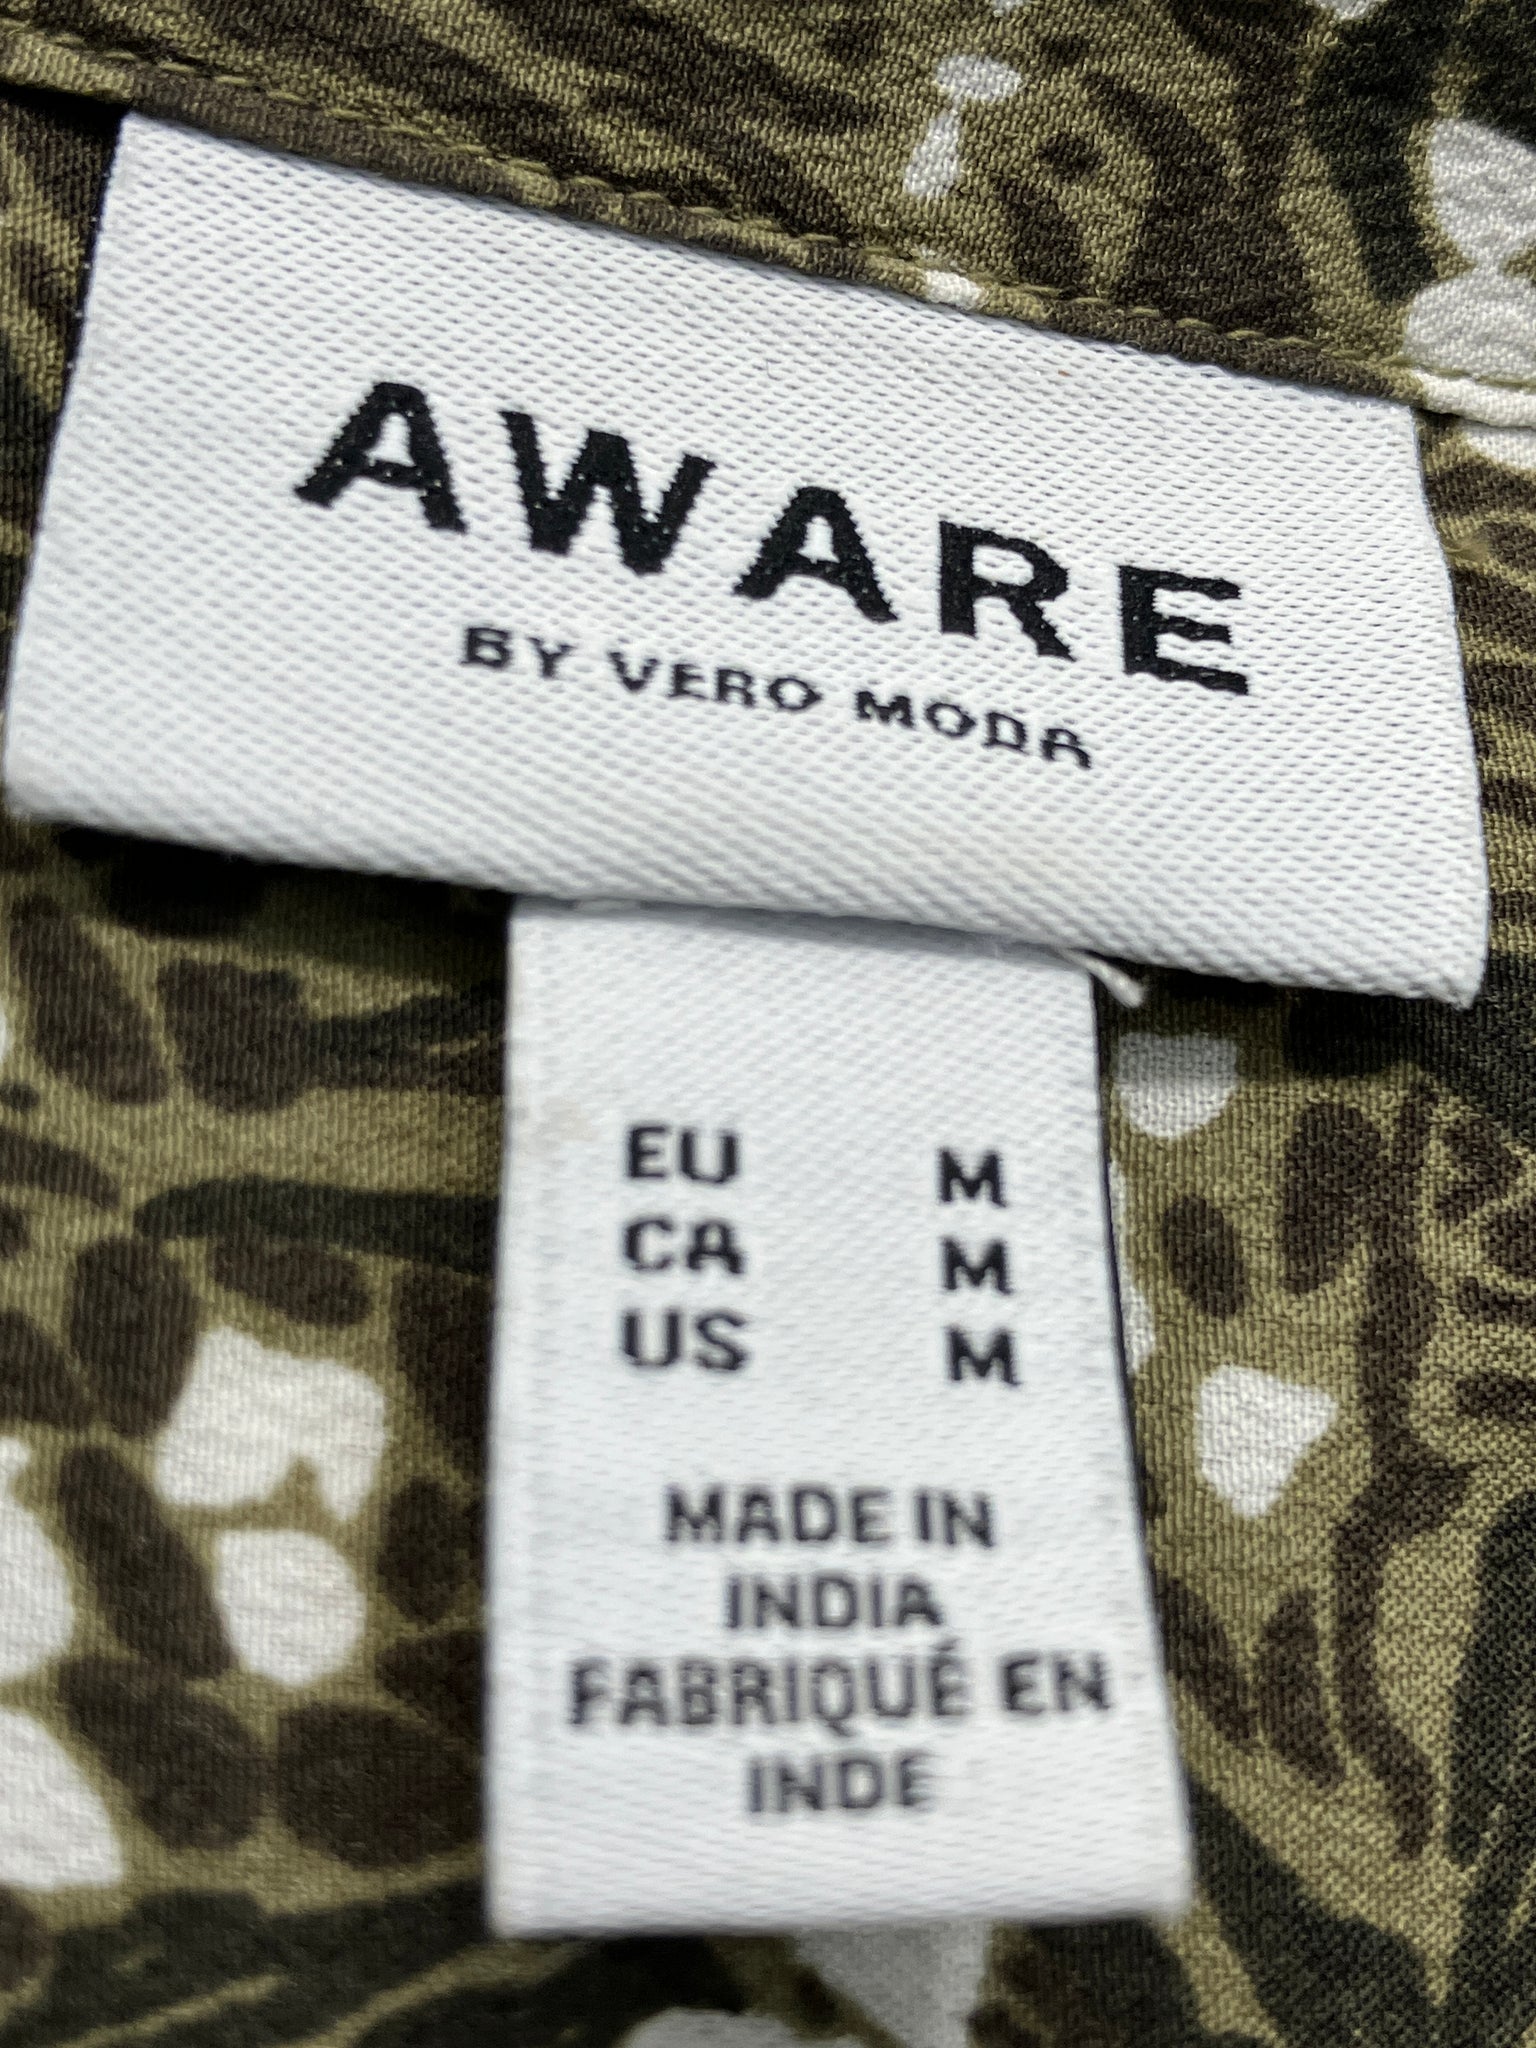 AWARE
BY VERO MODA
EU M
CA M
US M
MADE IN
INDIA
FABRIQUÉ EN
INDE